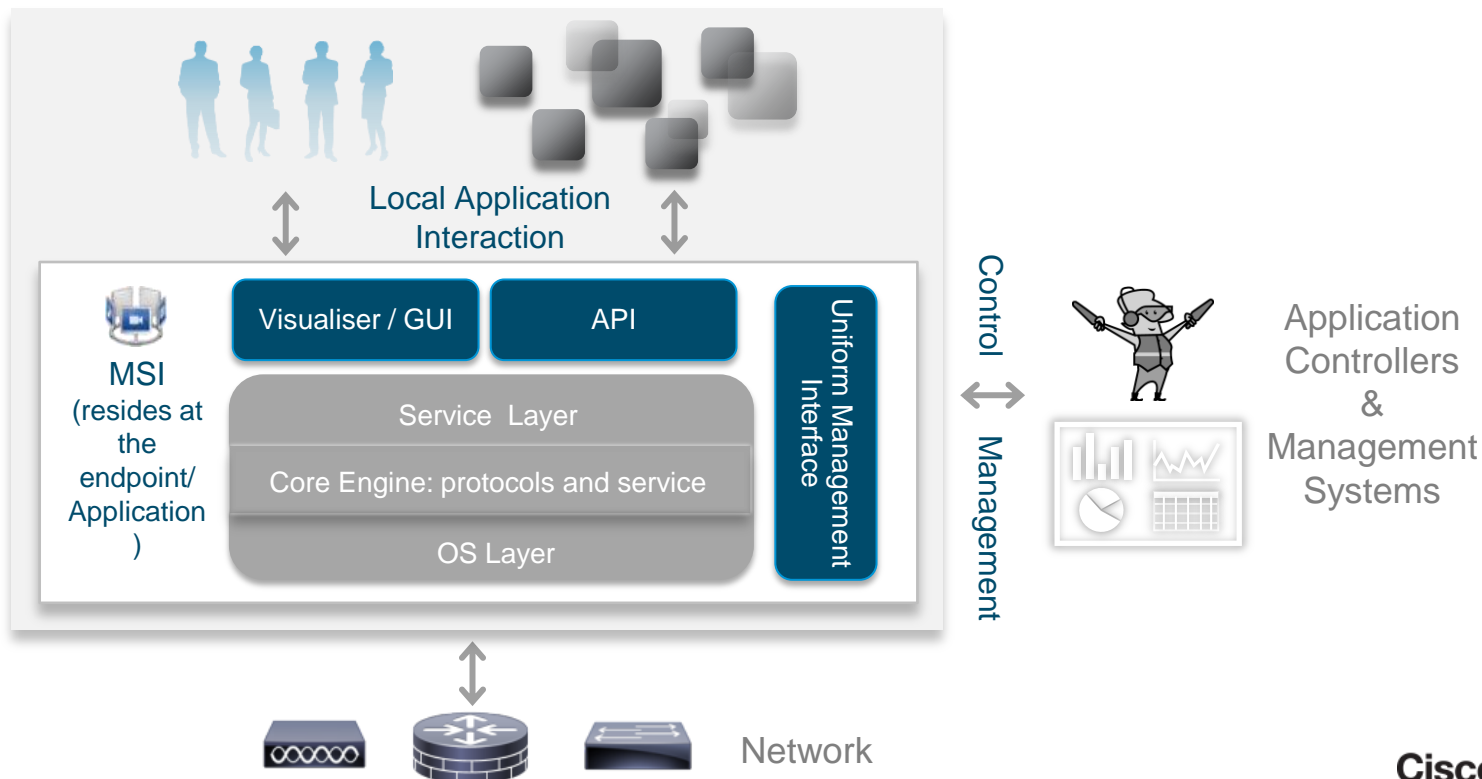 Local Application
Interaction
MSI
(resides at
the
endpoint/
Application
)
Visualiser / GUI
API
Service Layer
Core Engine: protocols and service
OS Layer
Uniform Management
Interface
Control
Management
Application
Controllers
&
Management
Systems
Network
Cisco